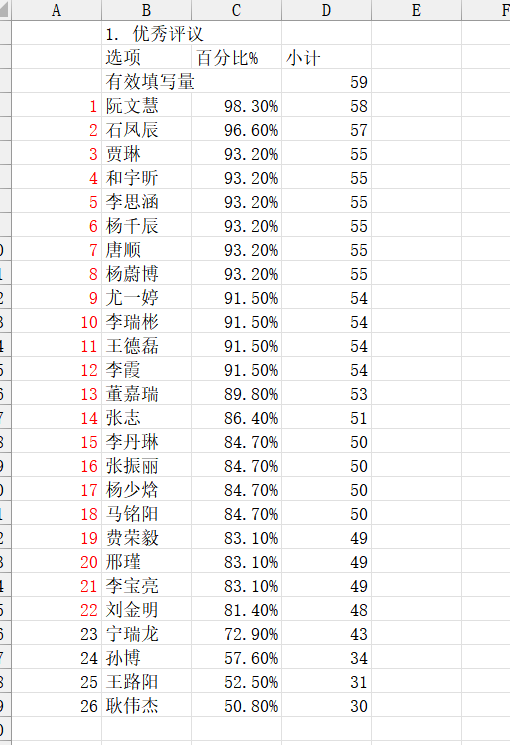 A B C D E F
1. 优秀评议
选项 百分比% 小计
有效填写量 59
1 阮文慧 98.30% 58
2 石凤辰 96.60% 57
3 贾琳 93.20% 55
4 和宇昕 93.20% 55
5 李思涵 93.20% 55
6 杨千辰 93.20% 55
7 唐顺 93.20% 55
8 杨蔚博 93.20% 55
9 尤一婷 91.50% 54
10 李瑞彬 91.50% 54
11 王德磊 91.50% 54
12 李霞 91.50% 54
13 董嘉瑞 89.80% 53
14 张志 86.40% 51
15 李丹琳 84.70% 50
16 张振丽 84.70% 50
17 杨少焓 84.70% 50
18 马铭阳 84.70% 50
19 费荣毅 83.10% 49
20 邢瑾 83.10% 49
21 李宝亮 83.10% 49
22 刘金明 81.40% 48
23 宁瑞龙 72.90% 43
24 孙博 57.60% 34
25 王路阳 52.50% 31
26 耿伟杰 50.80% 30